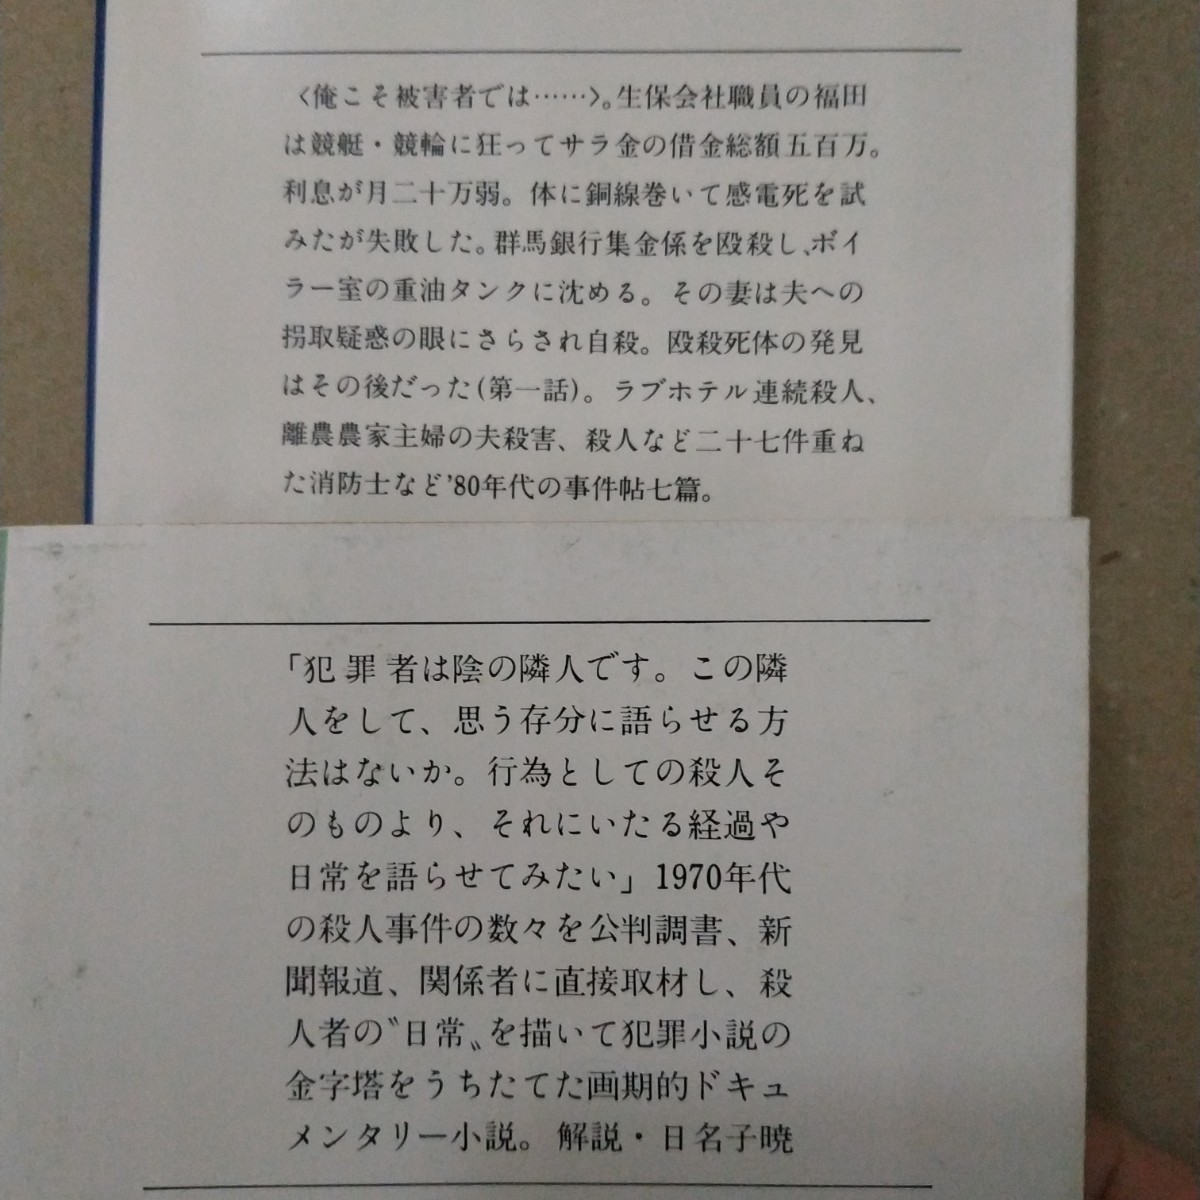 〈俺こそ被害者では……〉。生保会社職員の福田
は競艇・競輪に狂ってサラ金の借金総額五百万。
利息が月二十万弱。体に銅線巻いて感電死を試
みたが失敗した。群馬銀行集金係を殴殺し、ボイ
ラー室の重油タンクに沈める。その妻は夫への
拐取疑惑の眼にさらされ自殺。殴殺死体の発見
はその後だった(第一話)。ラブホテル連続殺人、
離農農家主婦の夫殺害、殺人など二十七件重ね
た消防士など'80年代の事件帖七篇。
「犯罪者は陰の隣人です。この隣
人をして、思う存分に語らせる方
法はないか。行為としての殺人そ
のものより、それにいたる経過や
日常を語らせてみたい」1970年代
の殺人事件の数々を公判調書、新
聞報道、関係者に直接取材し、殺
人者の〝日常〟を描いて犯罪小説の
金字塔をうちたてた画期的ドキュ
メンタリー小説。 解説・日名子暁